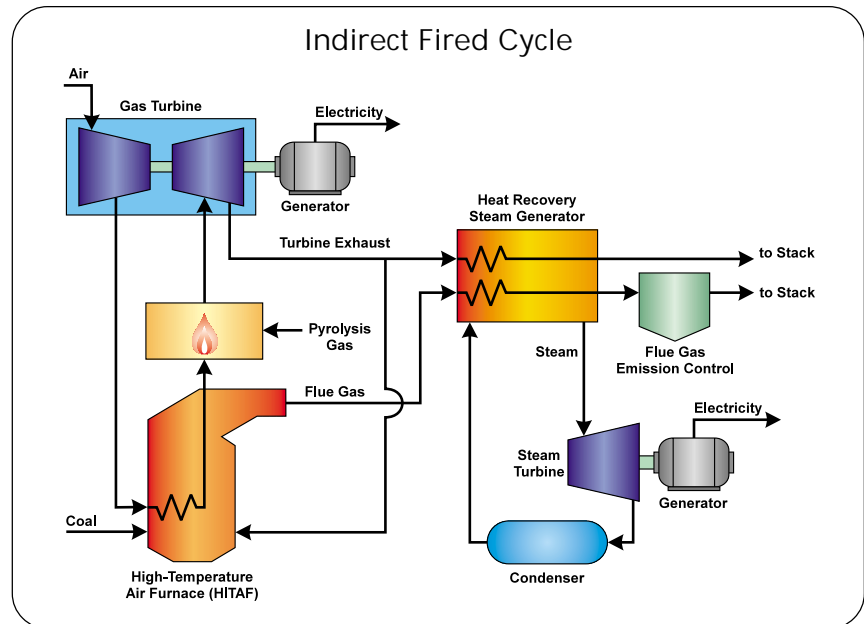 Indirect Fired Cycle
Air
Gas Turbine
Electricity
Generator
Heat Recovery
Steam Generator
Turbine Exhaust
to Stack
to Stack
Pyrolysis
Gas
Steam
Flue Gas
Emission Control
Flue Gas
Electricity
Steam
Turbine
Generator
Coal
Condenser
High-Temperature
Air Furnace (HITAF)